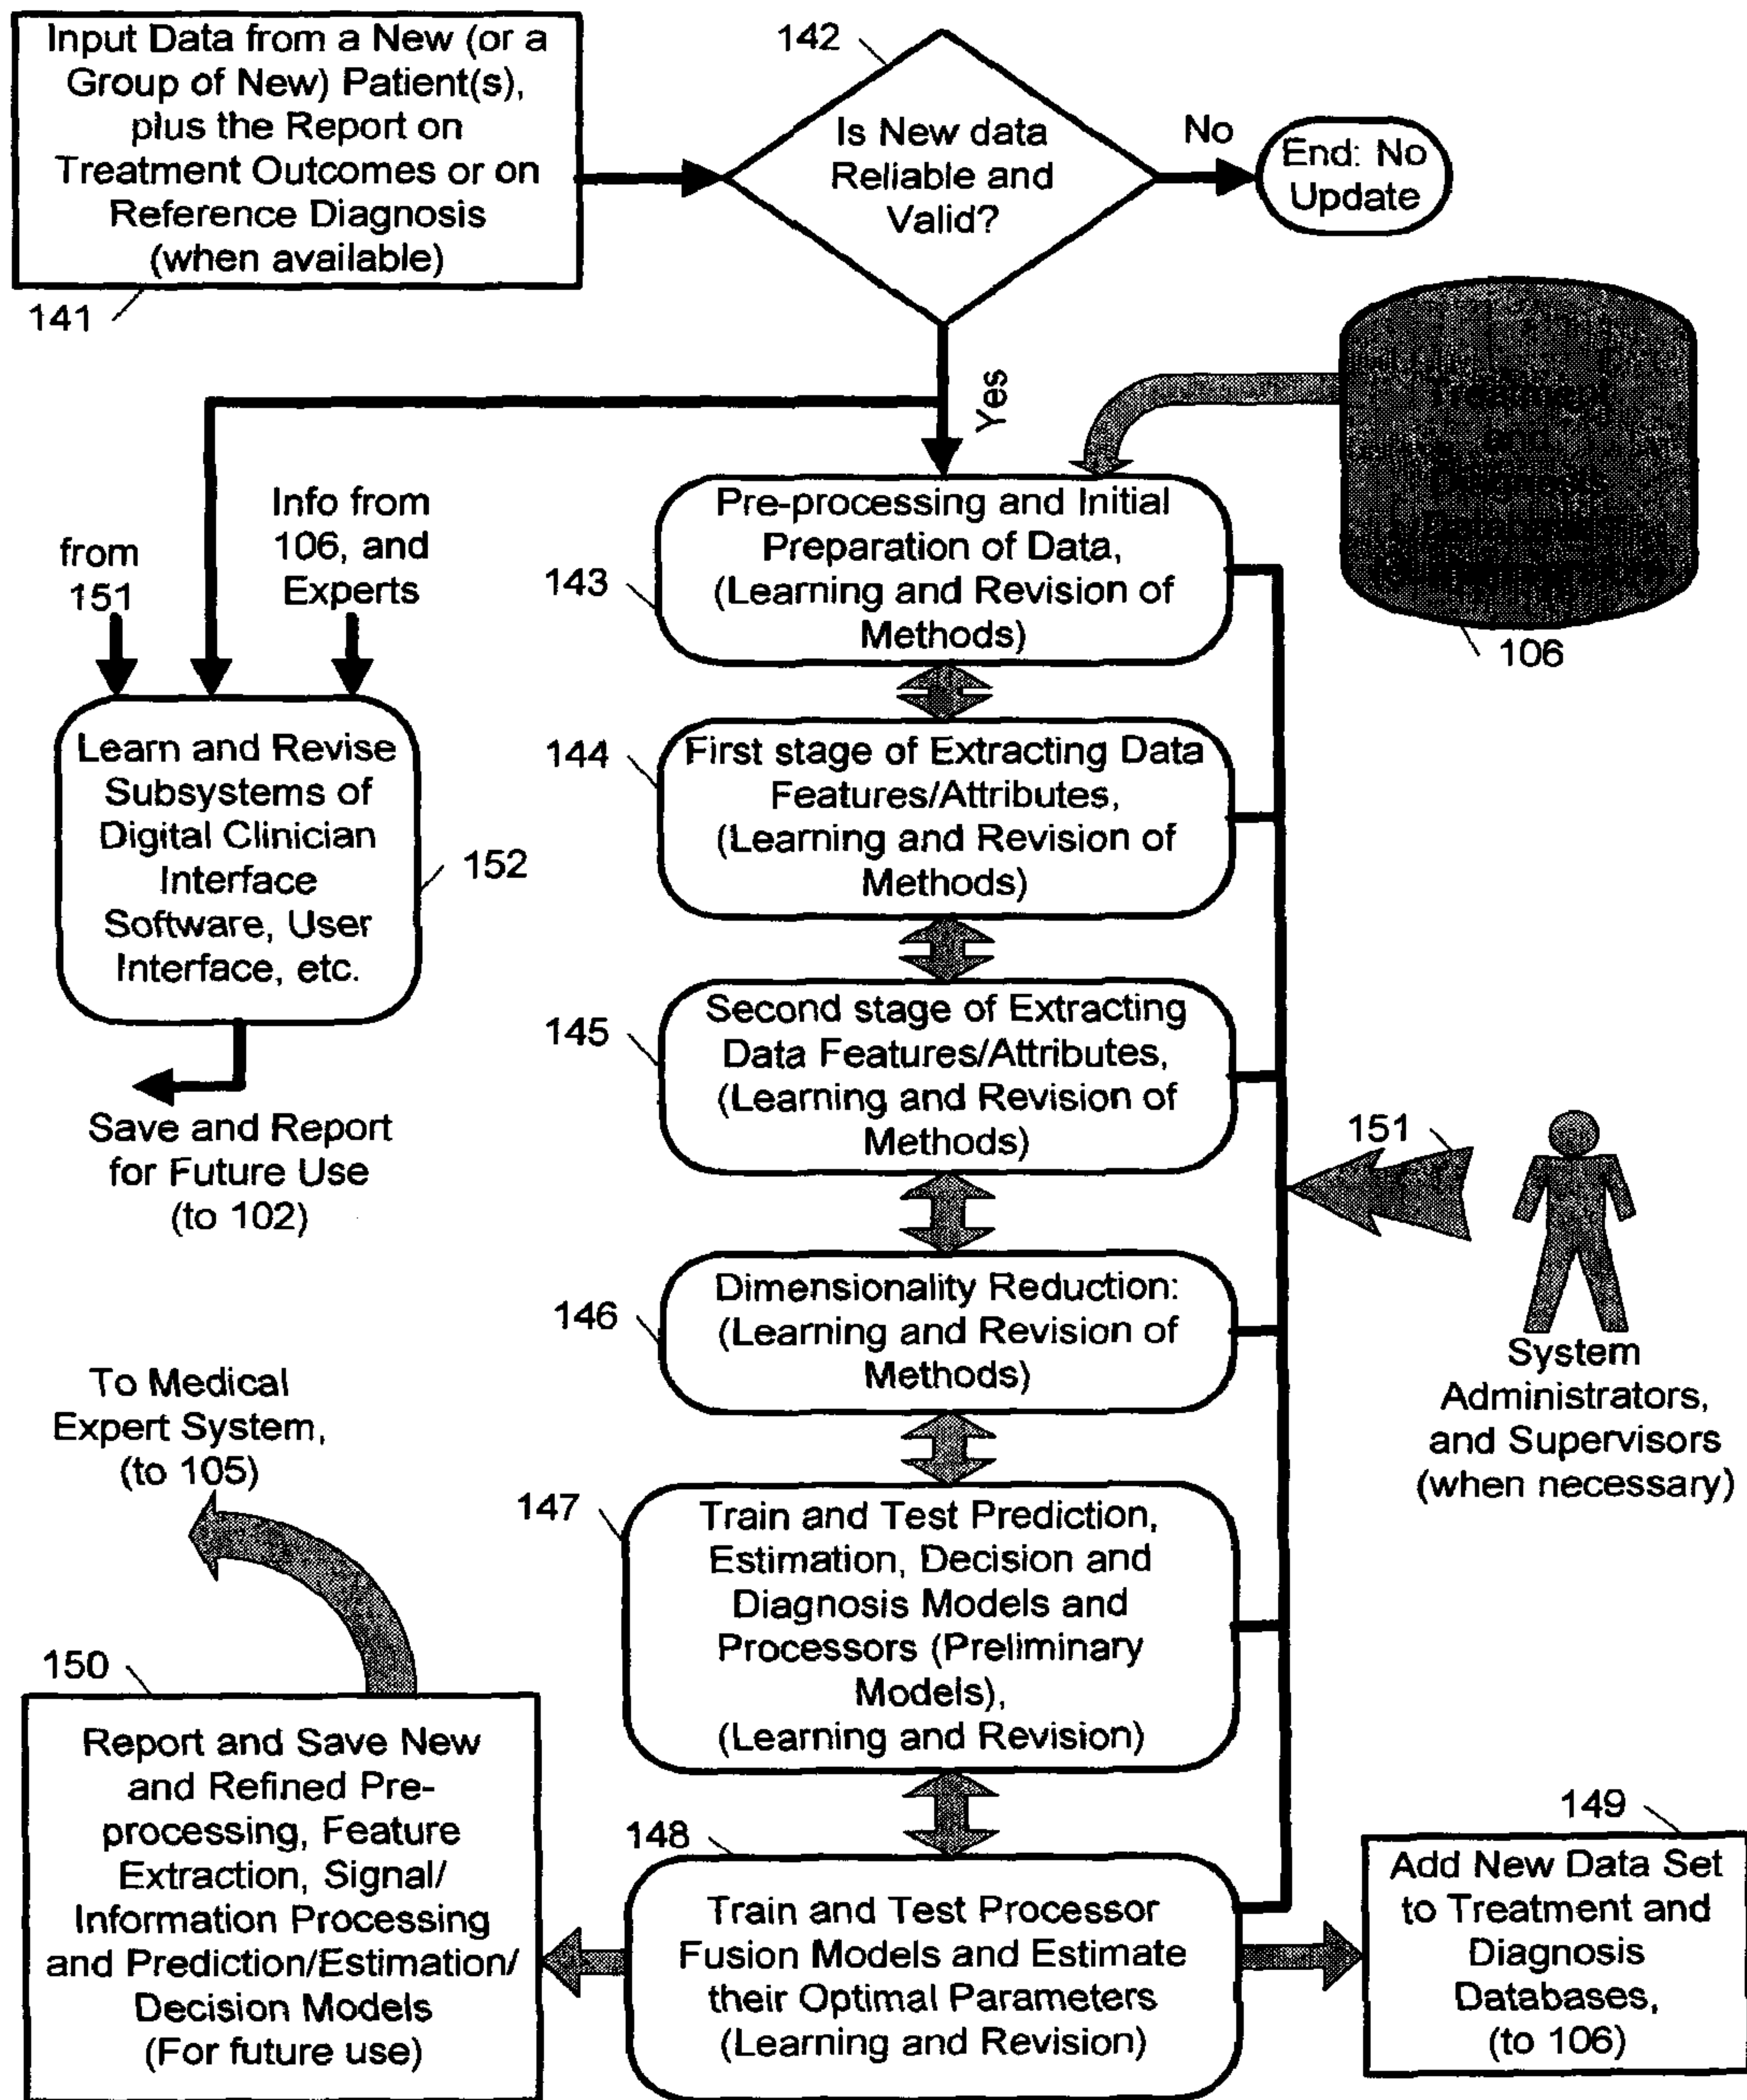 Input Data from a New (or a
Group of New) Patient(s),
plus the Report on
Treatment Outcomes or on
Reference Diagnosis
(when available)
141
142
Is New data
Reliable and
Valid?
No
End: No
Update
Yes
Treatment
and
Diagnosis
Databases
106
from
151
Info from
106, and
Experts
Pre-processing and Initial
Preparation of Data,
(Learning and Revision of
Methods)
143
Learn and Revise
Subsystems of
Digital Clinician
Interface
Software, User
Interface, etc.
152
144
First stage of Extracting Data
Features/Attributes,
(Learning and Revision of
Methods)
145
Second stage of Extracting
Data Features/Attributes,
(Learning and Revision of
Methods)
Save and Report
for Future Use
(to 102)
151
System
Administrators,
and Supervisors
(when necessary)
146
Dimensionality Reduction:
(Learning and Revision of
Methods)
To Medical
Expert System,
(to 105)
147
Train and Test Prediction,
Estimation, Decision and
Diagnosis Models and
Processors (Preliminary
Models),
(Learning and Revision)
150
Report and Save New
and Refined Pre-
processing, Feature
Extraction, Signal/
Information Processing
and Prediction/Estimation/
Decision Models
(For future use)
148
Train and Test Processor
Fusion Models and Estimate
their Optimal Parameters
(Learning and Revision)
149
Add New Data Set
to Treatment and
Diagnosis
Databases,
(to 106)